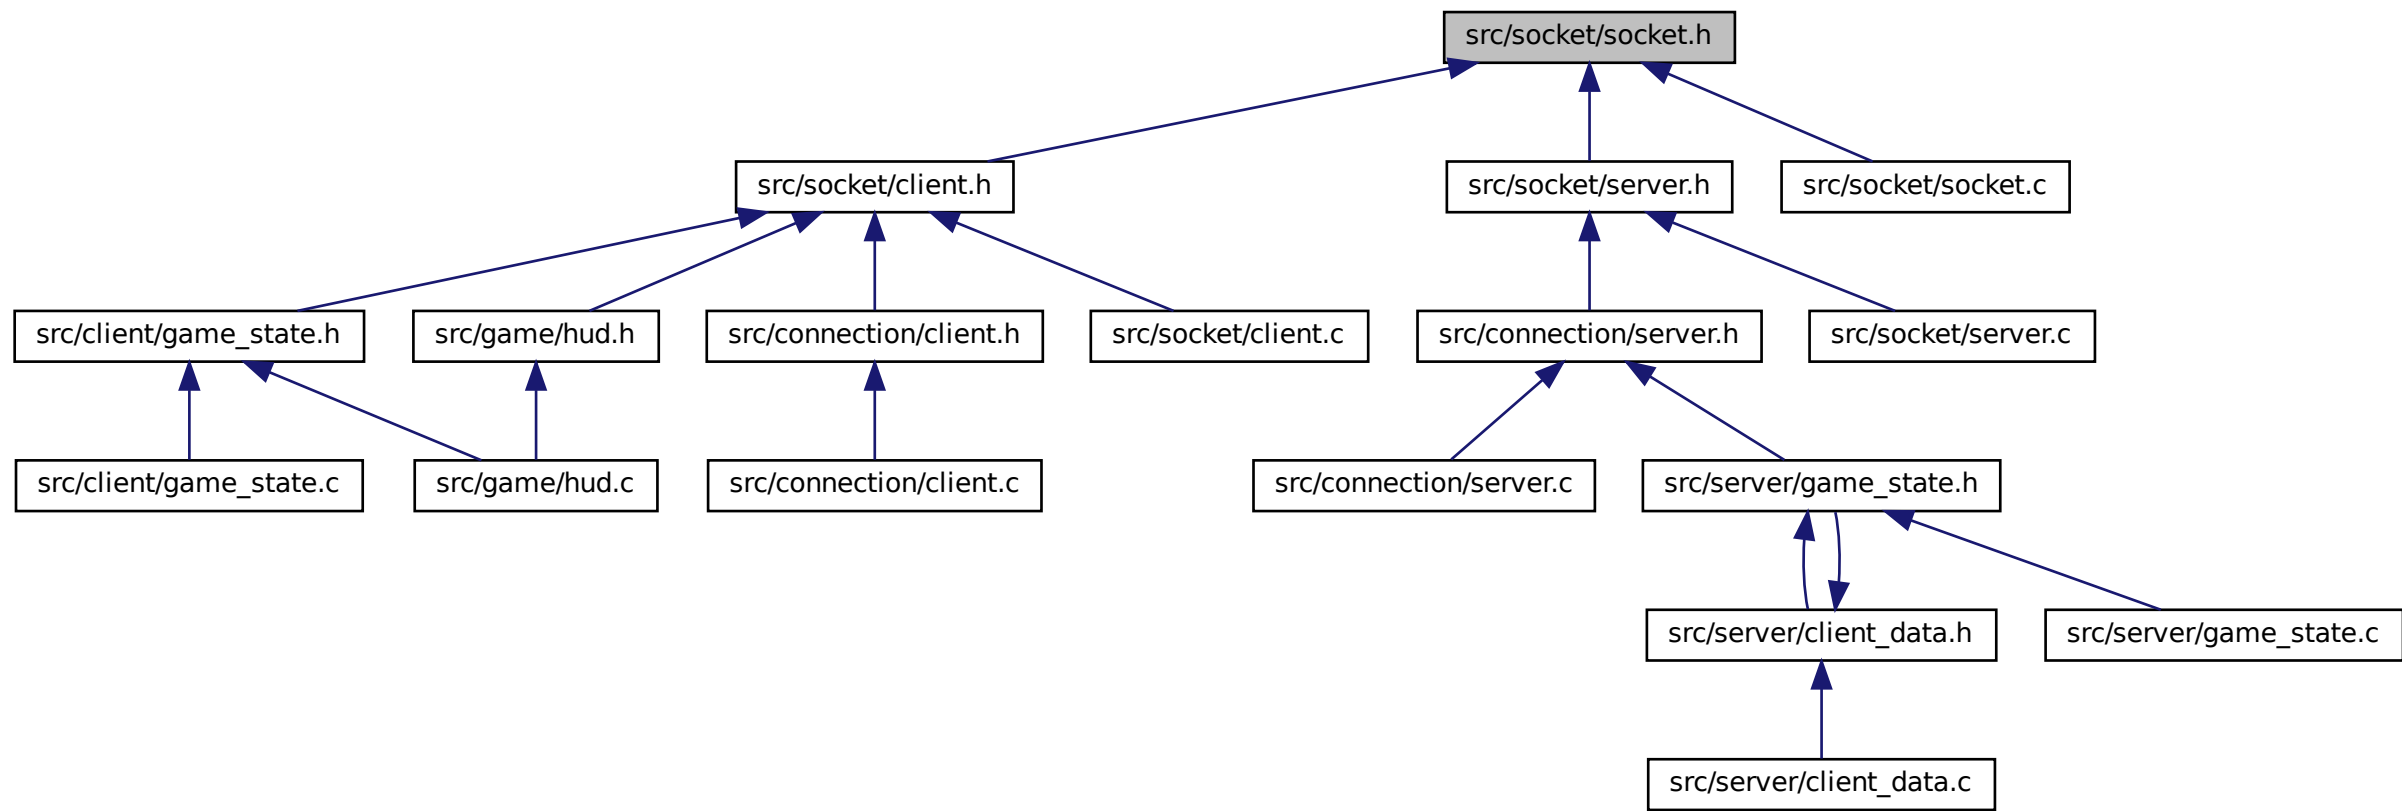 src/socket/socket.h
src/socket/client.h
src/socket/server.h
src/socket/socket.c
src/client/game_state.h
src/game/hud.h
src/connection/client.h
src/socket/client.c
src/connection/server.h
src/socket/server.c
src/client/game_state.c
src/game/hud.c
src/connection/client.c
src/connection/server.c
src/server/game_state.h
src/server/client_data.h
src/server/game_state.c
src/server/client_data.c